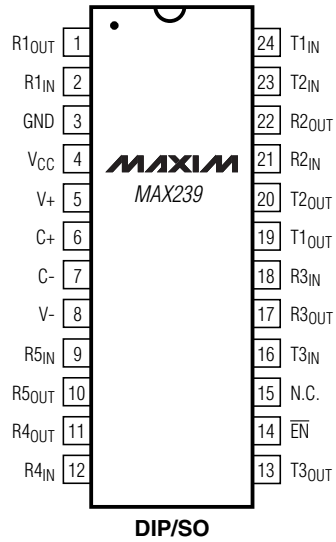 R1OUT 1 24 T1IN
R1IN 2 23 T2IN
GND 3 22 R2OUT
VCC 4 MAXIM 21 R2IN
V+ 5 MAX239 20 T2OUT
C+ 6 19 T1OUT
C- 7 18 R3IN
V- 8 17 R3OUT
R5IN 9 16 T3IN
R5OUT 10 15 N.C.
R4OUT 11 14 E̅N̅
R4IN 12 13 T3OUT
DIP/SO